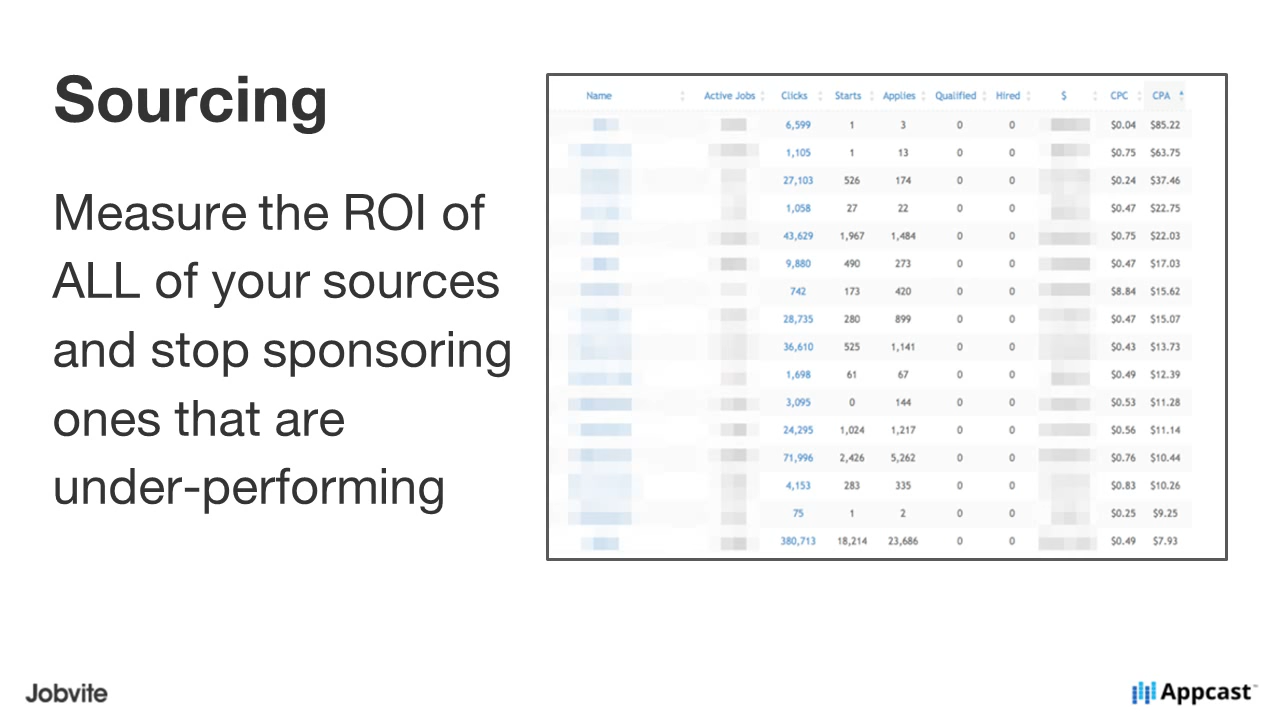 Sourcing
Measure the ROI of
ALL of your sources
and stop sponsoring
ones that are
under-performing
Name Active Jobs Clicks Starts Applies Qualified Hired $ CPC CPA
6,599 1 3 0 0 $0.04 $85.22
1,105 1 13 0 0 $0.75 $63.75
27,103 526 174 0 0 $0.24 $37.46
1,058 27 22 0 0 $0.47 $22.75
43,629 1,967 1,484 0 0 $0.75 $22.03
9,880 490 273 0 0 $0.47 $17.03
742 173 420 0 0 $8.84 $15.62
28,735 280 899 0 0 $0.47 $15.07
36,610 525 1,141 0 0 $0.43 $13.73
1,698 61 67 0 0 $0.49 $12.39
3,095 0 144 0 0 $0.53 $11.28
24,295 1,024 1,217 0 0 $0.56 $11.14
71,996 2,426 5,262 0 0 $0.76 $10.44
4,153 283 335 0 0 $0.83 $10.26
75 1 2 0 0 $0.25 $9.25
380,713 18,214 23,686 0 0 $0.49 $7.93
Jobvite
Appcast